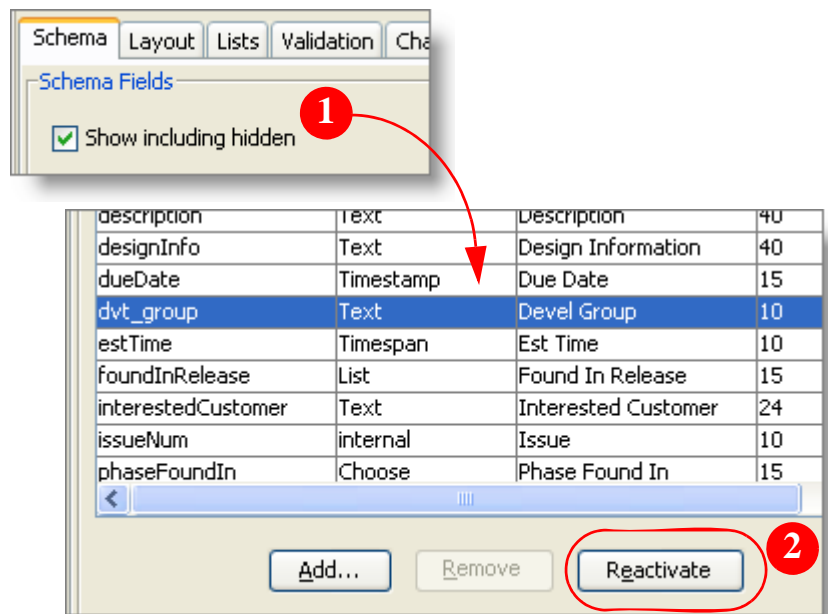 Schema Layout Lists Validation Cha
Schema Fields
1
Show including hidden
description Text Description 40
designInfo Text Design Information 40
dueDate Timestamp Due Date 15
dvt_group Text Devel Group 10
estTime Timespan Est Time 10
foundInRelease List Found In Release 15
interestedCustomer Text Interested Customer 24
issueNum internal Issue 10
phaseFoundIn Choose Phase Found In 15
Add... Remove Reactivate 2